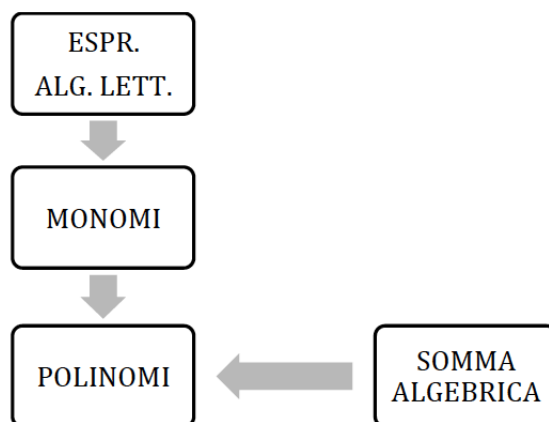 ESPR.
ALG. LETT.
MONOMI
POLINOMI
SOMMA
ALGEBRICA